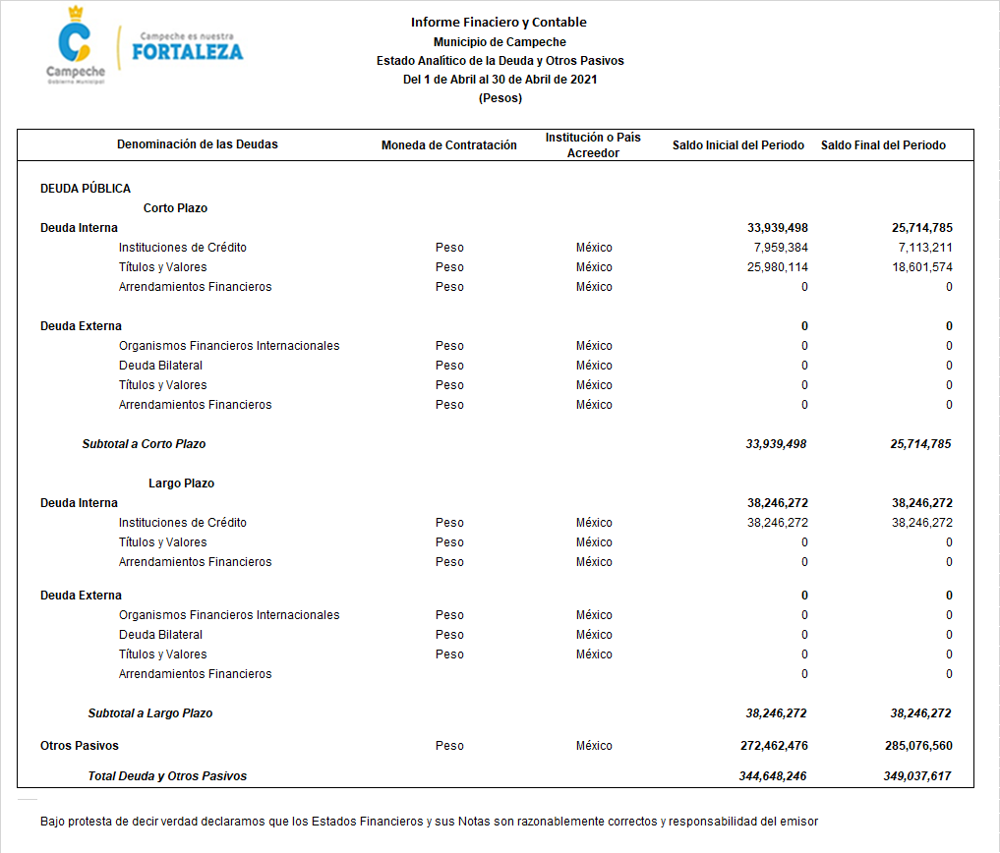 Campeche
Gobierno Municipal
Campeche es nuestra
FORTALEZA
Informe Finaciero y Contable
Municipio de Campeche
Estado Analítico de la Deuda y Otros Pasivos
Del 1 de Abril al 30 de Abril de 2021
(Pesos)
Denominación de las Deudas Moneda de Contratación Institución o País Acreedor Saldo Inicial del Periodo Saldo Final del Periodo
DEUDA PÚBLICA
Corto Plazo
Deuda Interna 33,939,498 25,714,785
Instituciones de Crédito Peso México 7,959,384 7,113,211
Títulos y Valores Peso México 25,980,114 18,601,574
Arrendamientos Financieros Peso México 0 0
Deuda Externa 0 0
Organismos Financieros Internacionales Peso México 0 0
Deuda Bilateral Peso México 0 0
Títulos y Valores Peso México 0 0
Arrendamientos Financieros Peso México 0 0
Subtotal a Corto Plazo 33,939,498 25,714,785
Largo Plazo
Deuda Interna 38,246,272 38,246,272
Instituciones de Crédito Peso México 38,246,272 38,246,272
Títulos y Valores Peso México 0 0
Arrendamientos Financieros Peso México 0 0
Deuda Externa 0 0
Organismos Financieros Internacionales Peso México 0 0
Deuda Bilateral Peso México 0 0
Títulos y Valores Peso México 0 0
Arrendamientos Financieros 0 0
Subtotal a Largo Plazo 38,246,272 38,246,272
Otros Pasivos Peso México 272,462,476 285,076,560
Total Deuda y Otros Pasivos 344,648,246 349,037,617
Bajo protesta de decir verdad declaramos que los Estados Financieros y sus Notas son razonablemente correctos y responsabilidad del emisor